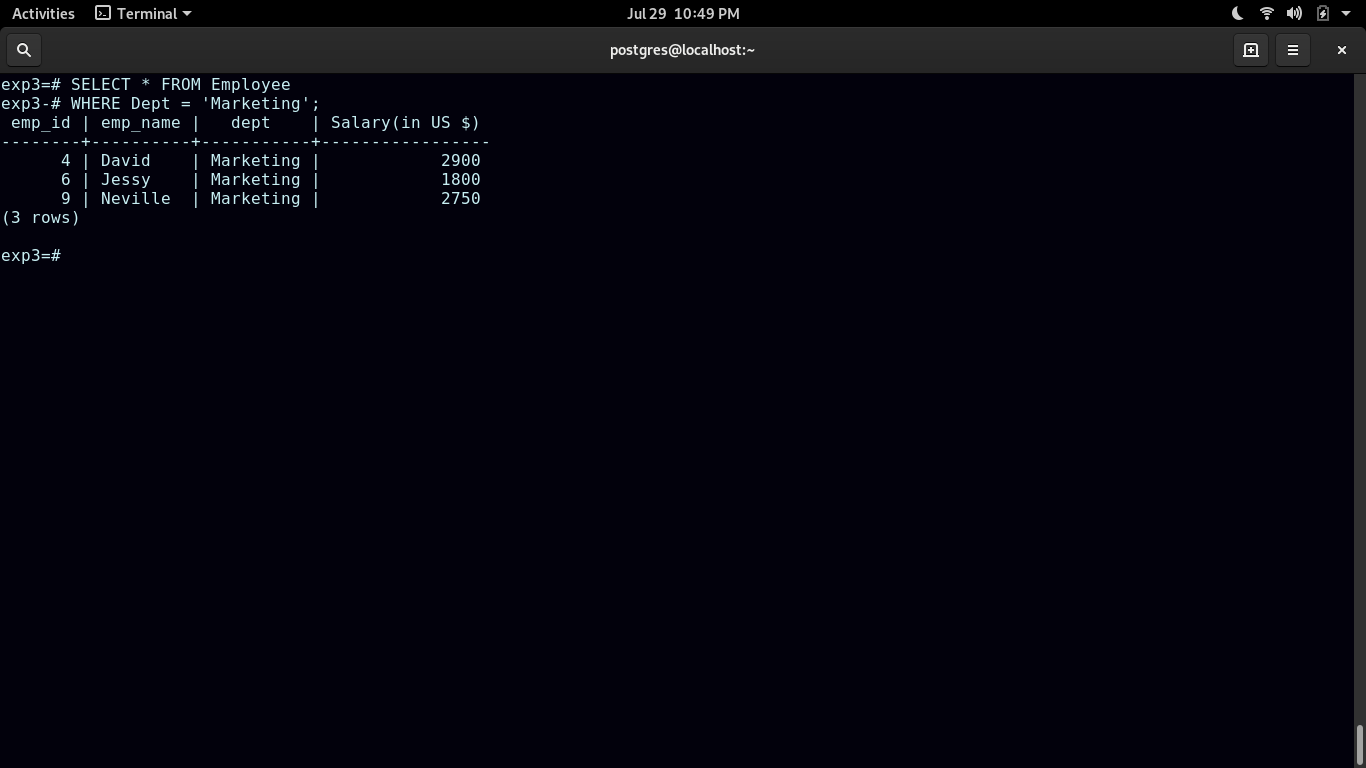 Activities Terminal Jul 29 10:49 PM
postgres@localhost:~
exp3=# SELECT * FROM Employee
exp3-# WHERE Dept = 'Marketing';
 emp_id | emp_name |   dept    | Salary(in US $)
--------+----------+-----------+-----------------
      4 | David    | Marketing |            2900
      6 | Jessy    | Marketing |            1800
      9 | Neville  | Marketing |            2750
(3 rows)
exp3=#